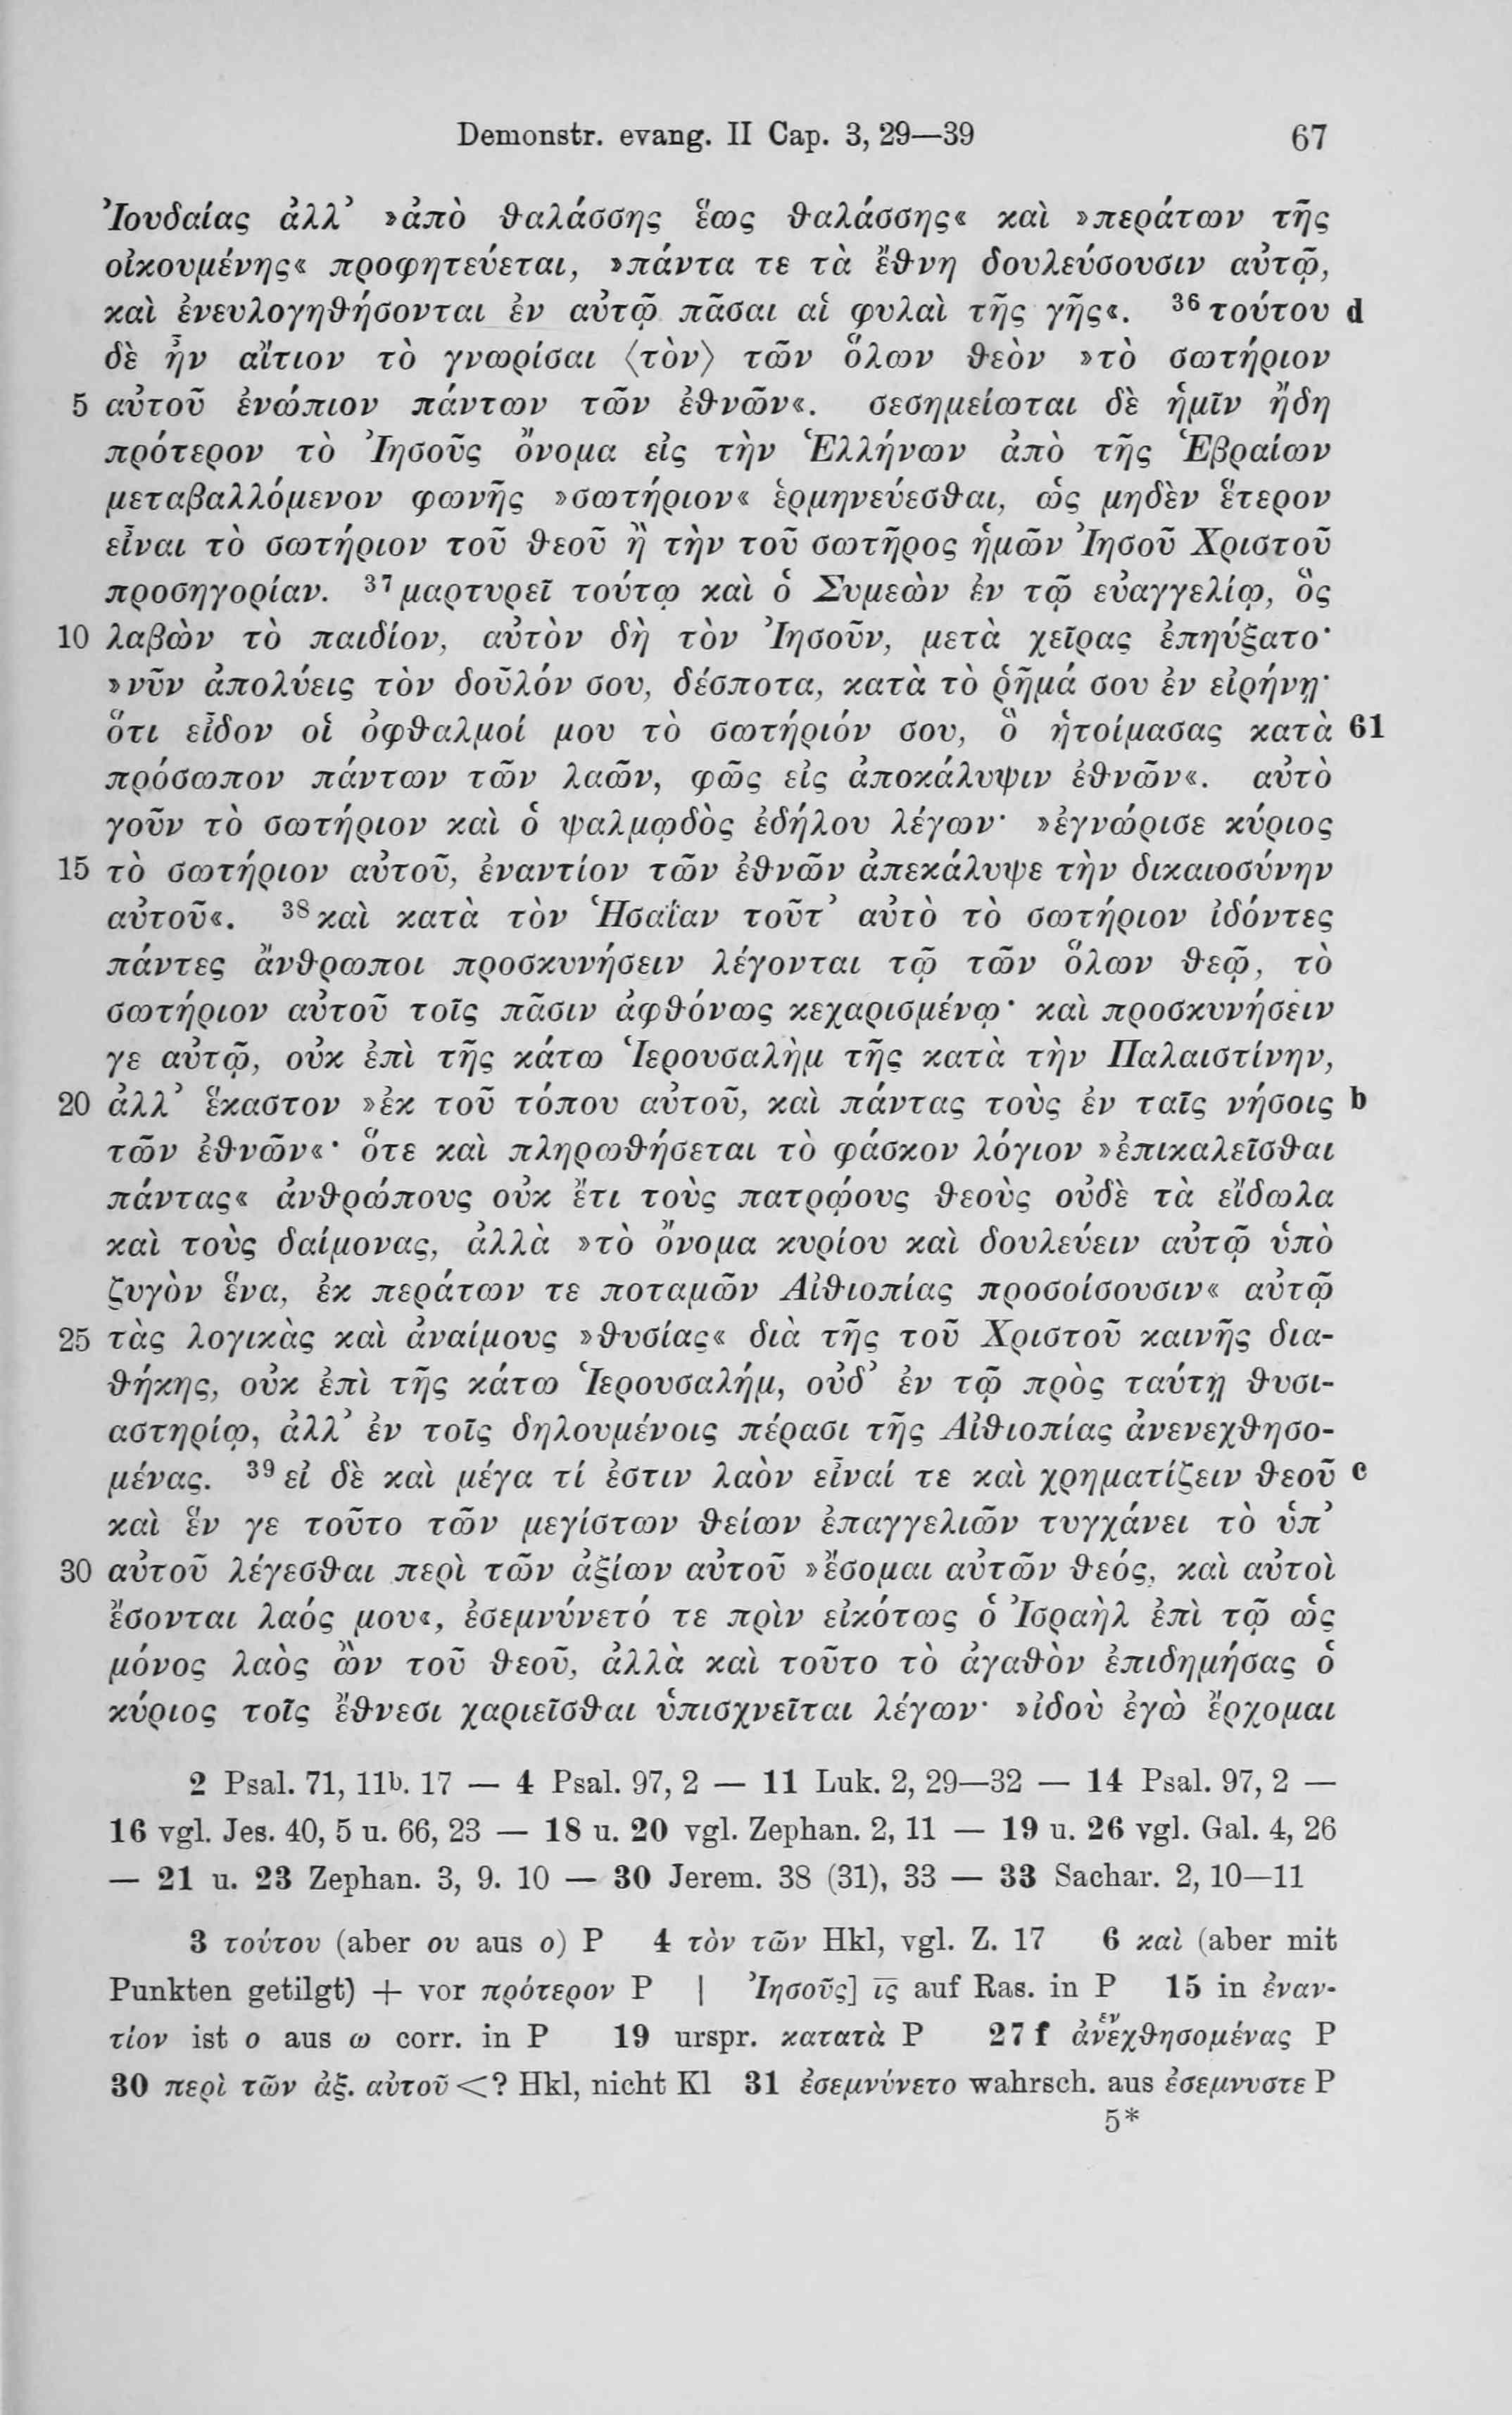 Demonstr. evang. II Cap. 3, 29—39 67
Ἰουδαίας ἀλλ’ »ἀπὸ θαλάσσης ἕως θαλάσσης« καὶ »περάτων τῆς
οἰκουμένης« προφητεύεται, »πάντα τε τὰ ἔθνη δουλεύσουσιν αὐτῷ,
καὶ ἐνευλογηθήσονται ἐν αὐτῷ πᾶσαι αἱ φυλαὶ τῆς γῆς«. ³⁶ τούτου d
δὲ ἦν αἴτιον τὸ γνωρίσαι ⟨τὸν⟩ τῶν ὅλων θεὸν »τὸ σωτήριον
5 αὐτοῦ ἐνώπιον πάντων τῶν ἐθνῶν«. σεσημείωται δὲ ἡμῖν ἤδη
πρότερον τὸ Ἰησοῦς ὄνομα εἰς τὴν Ἑλλήνων ἀπὸ τῆς Ἑβραίων
μεταβαλλόμενον φωνῆς »σωτήριον« ἑρμηνεύεσθαι, ὡς μηδὲν ἕτερον
εἶναι τὸ σωτήριον τοῦ θεοῦ ἢ τὴν τοῦ σωτῆρος ἡμῶν Ἰησοῦ Χριστοῦ
προσηγορίαν. ³⁷ μαρτυρεῖ τούτῳ καὶ ὁ Συμεὼν ἐν τῷ εὐαγγελίῳ, ὃς
10 λαβὼν τὸ παιδίον, αὐτὸν δὴ τὸν Ἰησοῦν, μετὰ χεῖρας ἐπηύξατο·
»νῦν ἀπολύεις τὸν δοῦλόν σου, δέσποτα, κατὰ τὸ ῥῆμά σου ἐν εἰρήνῃ·
ὅτι εἶδον οἱ ὀφθαλμοί μου τὸ σωτήριόν σου, ὃ ἡτοίμασας κατὰ 61
πρόσωπον πάντων τῶν λαῶν, φῶς εἰς ἀποκάλυψιν ἐθνῶν«. αὐτὸ
γοῦν τὸ σωτήριον καὶ ὁ ψαλμῳδὸς ἐδήλου λέγων· »ἐγνώρισε κύριος
15 τὸ σωτήριον αὐτοῦ, ἐναντίον τῶν ἐθνῶν ἀπεκάλυψε τὴν δικαιοσύνην
αὐτοῦ«. ³⁸ καὶ κατὰ τὸν Ἡσαΐαν τοῦτ’ αὐτὸ τὸ σωτήριον ἰδόντες
πάντες ἄνθρωποι προσκυνήσειν λέγονται τῷ τῶν ὅλων θεῷ, τὸ
σωτήριον αὐτοῦ τοῖς πᾶσιν ἀφθόνως κεχαρισμένῳ· καὶ προσκυνήσειν
γε αὐτῷ, οὐκ ἐπὶ τῆς κάτω Ἱερουσαλὴμ τῆς κατὰ τὴν Παλαιστίνην,
20 ἀλλ’ ἕκαστον »ἐκ τοῦ τόπου αὐτοῦ, καὶ πάντας τοὺς ἐν ταῖς νήσοις b
τῶν ἐθνῶν«· ὅτε καὶ πληρωθήσεται τὸ φάσκον λόγιον »ἐπικαλεῖσθαι
πάντας« ἀνθρώπους οὐκ ἔτι τοὺς πατρῴους θεοὺς οὐδὲ τὰ εἴδωλα
καὶ τοὺς δαίμονας, ἀλλὰ »τὸ ὄνομα κυρίου καὶ δουλεύειν αὐτῷ ὑπὸ
ζυγὸν ἕνα, ἐκ περάτων τε ποταμῶν Αἰθιοπίας προσοίσουσιν« αὐτῷ
25 τὰς λογικὰς καὶ ἀναίμους »θυσίας« διὰ τῆς τοῦ Χριστοῦ καινῆς δια-
θήκης, οὐκ ἐπὶ τῆς κάτω Ἱερουσαλήμ, οὐδ’ ἐν τῷ πρὸς ταύτῃ θυσι-
αστηρίῳ, ἀλλ’ ἐν τοῖς δηλουμένοις πέρασι τῆς Αἰθιοπίας ἀνενεχθησο-
μένας. ³⁹ εἰ δὲ καὶ μέγα τί ἐστιν λαὸν εἶναί τε καὶ χρηματίζειν θεοῦ c
καὶ ἕν γε τοῦτο τῶν μεγίστων θείων ἐπαγγελιῶν τυγχάνει τὸ ὑπ’
30 αὐτοῦ λέγεσθαι περὶ τῶν ἀξίων αὐτοῦ »ἔσομαι αὐτῶν θεός, καὶ αὐτοὶ
ἔσονται λαός μου«, ἐσεμνύνετό τε πρὶν εἰκότως ὁ Ἰσραὴλ ἐπὶ τῷ ὡς
μόνος λαὸς ὢν τοῦ θεοῦ, ἀλλὰ καὶ τοῦτο τὸ ἀγαθὸν ἐπιδημήσας ὁ
κύριος τοῖς ἔθνεσι χαριεῖσθαι ὑπισχνεῖται λέγων· »ἰδοὺ ἐγὼ ἔρχομαι
2 Psal. 71, 11b. 17 — 4 Psal. 97, 2 — 11 Luk. 2, 29—32 — 14 Psal. 97, 2 —
16 vgl. Jes. 40, 5 u. 66, 23 — 18 u. 20 vgl. Zephan. 2, 11 — 19 u. 26 vgl. Gal. 4, 26
— 21 u. 23 Zephan. 3, 9. 10 — 30 Jerem. 38 (31), 33 — 33 Sachar. 2, 10—11
3 τούτου (aber ου aus ο) P 4 τὸν τῶν Hkl, vgl. Z. 17 6 καὶ (aber mit
Punkten getilgt) + vor πρότερον P | Ἰησοῦς] ῑς̄ auf Ras. in P 15 in ἐναν-
τίον ist ο aus ω corr. in P 19 urspr. κατατὰ P 27 f ἀνεχθησομένας P
εν
30 περὶ τῶν ἀξ. αὐτοῦ <? Hkl, nicht Kl 31 ἐσεμνύνετο wahrsch. aus ἐσεμνυστε P
5*